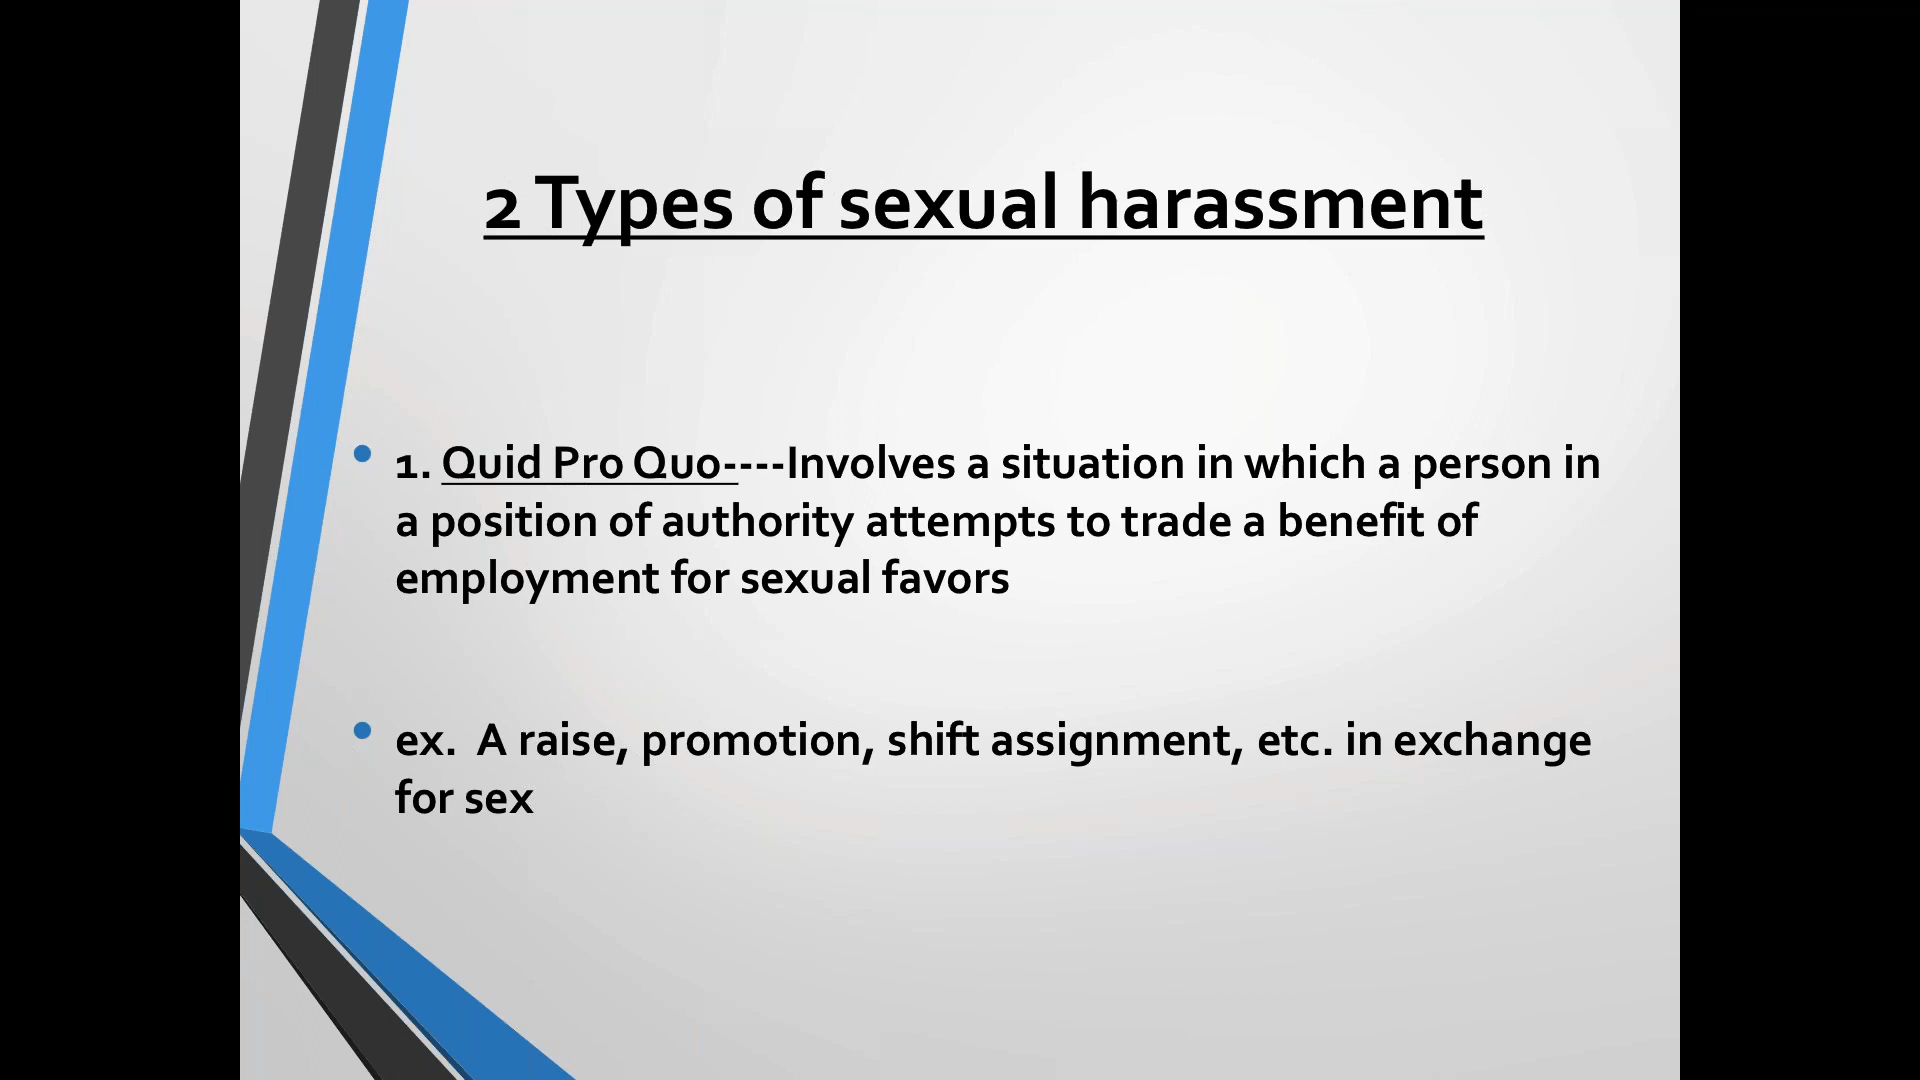 2 Types of sexual harassment
• 1. Quid Pro Quo----Involves a situation in which a person in
a position of authority attempts to trade a benefit of
employment for sexual favors
• ex.  A raise, promotion, shift assignment, etc. in exchange
for sex